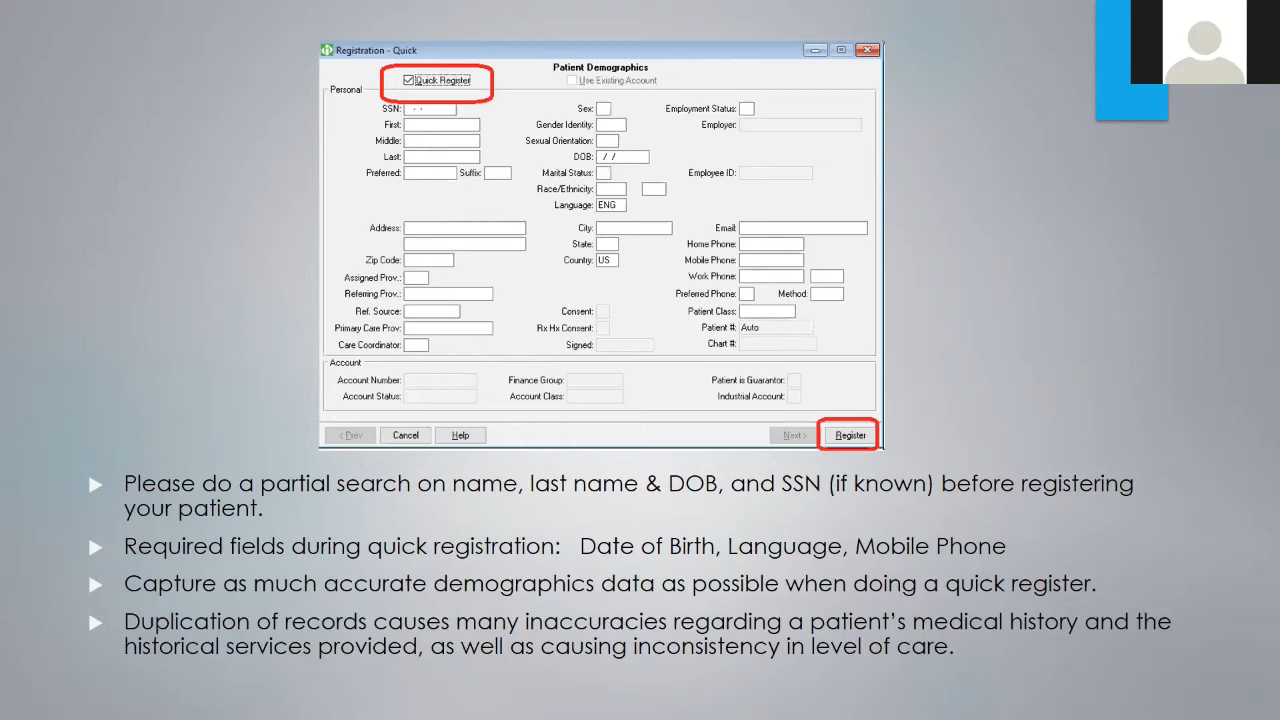 Registration - Quick
Patient Demographics
Quick Register
Use Existing Account
Personal
SSN: - - Sex: Employment Status:
First: Gender Identity: Employer:
Middle: Sexual Orientation:
Last: DOB: / /
Preferred: Suffix: Marital Status: Employee ID:
Race/Ethnicity:
Language: ENG
Address: City: Email:
State: Home Phone:
Zip Code: Country: US Mobile Phone:
Assigned Prov.: Work Phone:
Referring Prov.: Preferred Phone: Method:
Ref. Source: Consent: Patient Class:
Primary Care Prov: Rx Hx Consent: Patient #: Auto
Care Coordinator: Signed: Chart #:
Account
Account Number: Finance Group: Patient is Guarantor:
Account Status: Account Class: Industrial Account:
< Prev Cancel Help Next > Register
Please do a partial search on name, last name & DOB, and SSN (if known) before registering
your patient.
Required fields during quick registration: Date of Birth, Language, Mobile Phone
Capture as much accurate demographics data as possible when doing a quick register.
Duplication of records causes many inaccuracies regarding a patient’s medical history and the
historical services provided, as well as causing inconsistency in level of care.